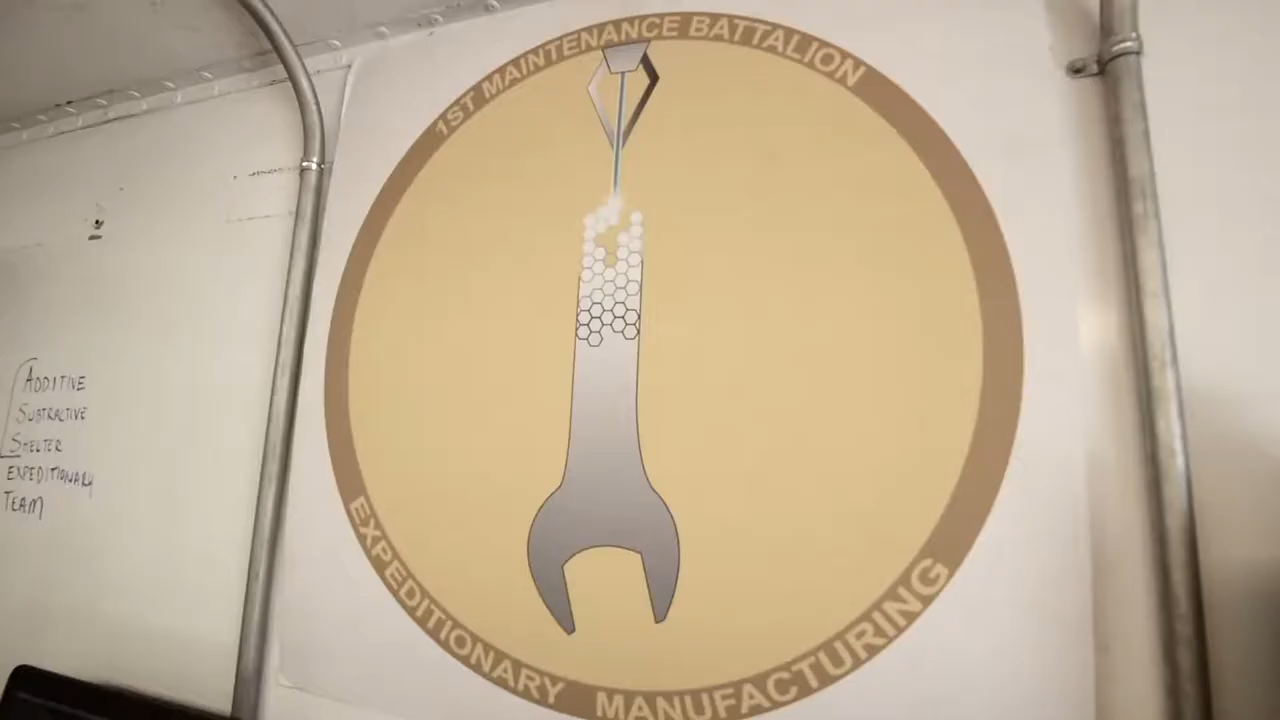 1ST MAINTENANCE BATTALION
ADDITIVE
SUBTRACTIVE
SHELTER
EXPEDITIONARY
TEAM
EXPEDITIONARY MANUFACTURING